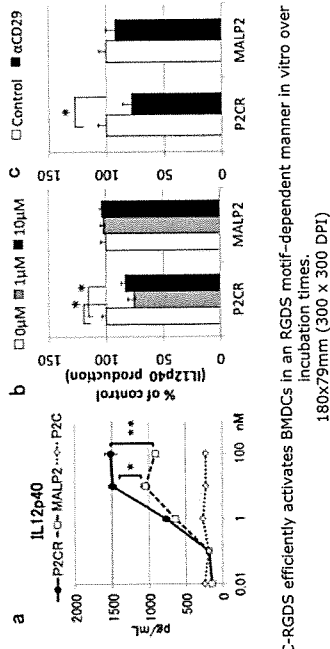 a
IL12p40
P2CR
MALP2
P2C
pg/mL
2000
1500
1000
500
0
0.01
1
100
nM
*
**
b
0μM 1μM 10μM
% of control
(IL12p40 production)
150
100
50
0
*
*
P2CR
MALP2
c
Control αCD29
150
100
50
0
*
P2CR
MALP2
C-RGDS efficiently activates BMDCs in an RGDS motif-dependent manner in vitro over
incubation times.
180x79mm (300 x 300 DPI)